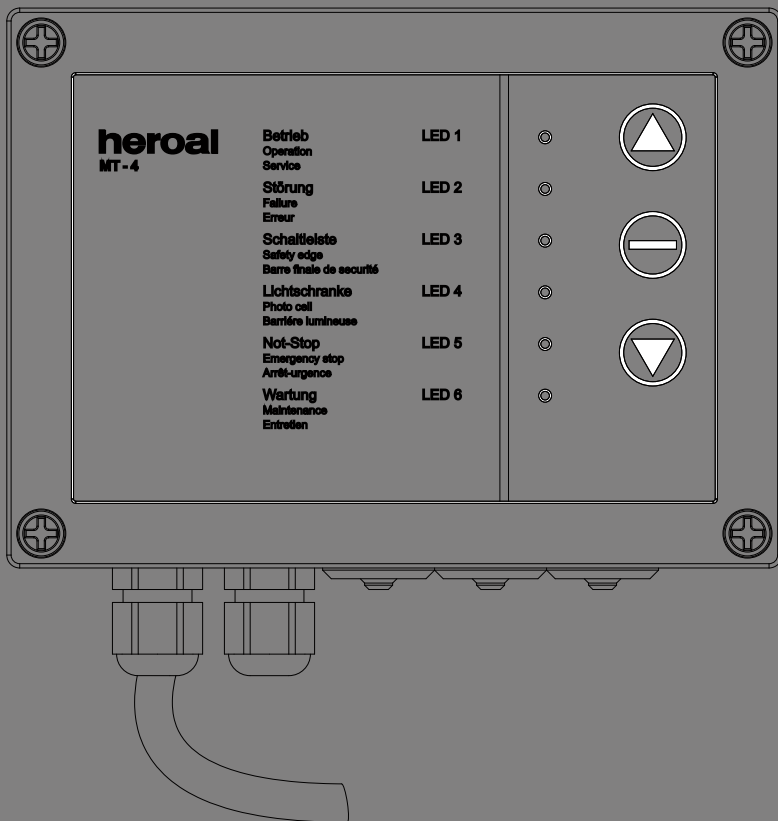 heroal
MT - 4
Betrieb LED 1
Operation
Service
Störung LED 2
Failure
Erreur
Schaltleiste LED 3
Safety edge
Barre finale de securité
Lichtschranke LED 4
Photo cell
Barriére lumineuse
Not-Stop LED 5
Emergency stop
Arrêt-urgence
Wartung LED 6
Maintenance
Entretien